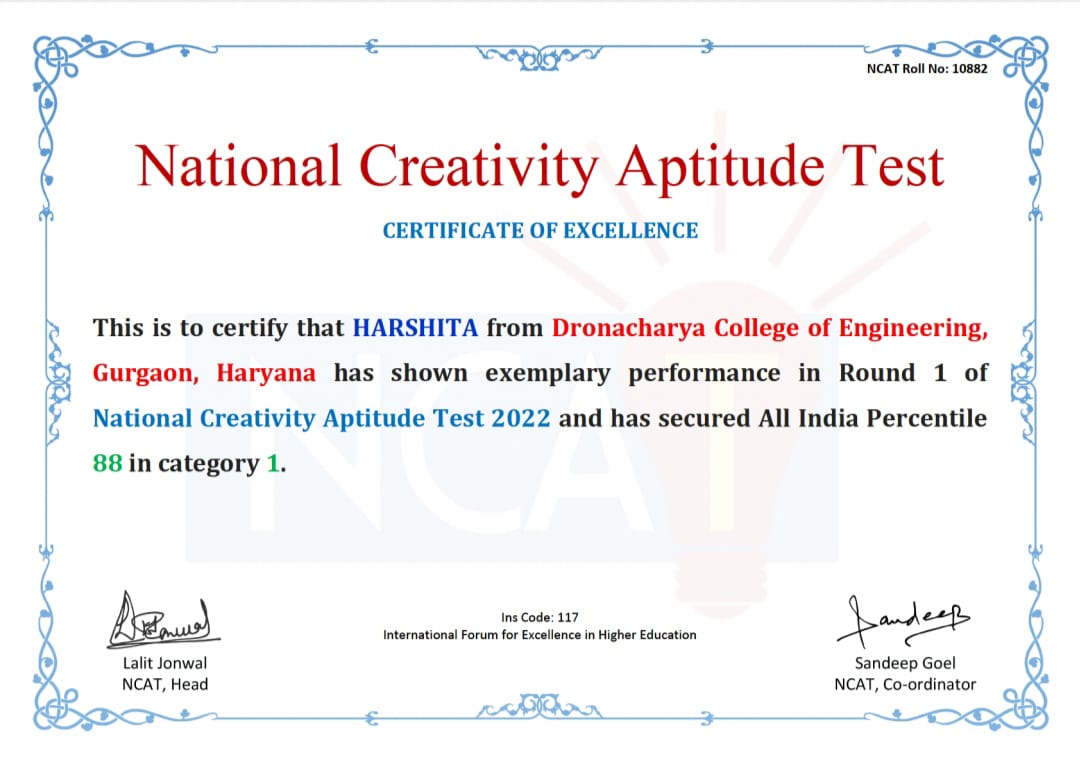 NCAT Roll No: 10882
National Creativity Aptitude Test
CERTIFICATE OF EXCELLENCE
This is to certify that HARSHITA from Dronacharya College of Engineering,
Gurgaon, Haryana has shown exemplary performance in Round 1 of
National Creativity Aptitude Test 2022 and has secured All India Percentile
88 in category 1.
NCAT
Ins Code: 117
International Forum for Excellence in Higher Education
Sandeep
Lalit Jonwal
NCAT, Head
Sandeep Goel
NCAT, Co-ordinator